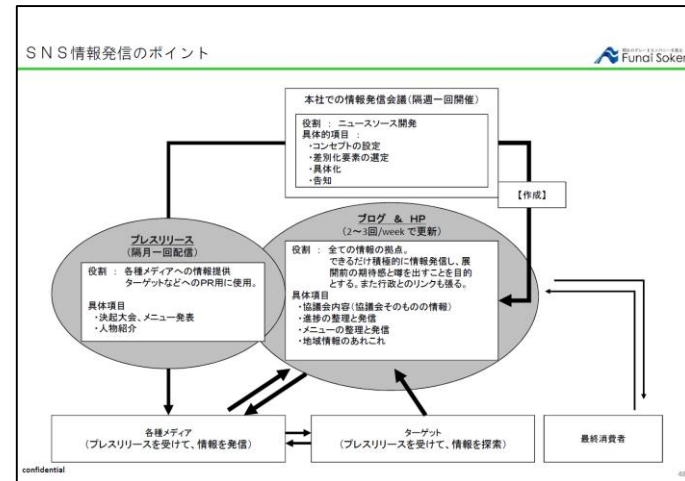 SNS情報発信のポイント
Funai Soken
本社での情報発信会議(隔週一回開催)
役割 : ニュースソース開発
具体的項目 :
・コンセプトの設定
・差別化要素の選定
・具体化
・告知
【作成】
プレスリリース
(隔月一回配信)
役割 : 各種メディアへの情報提供
ターゲットなどへのPR用に使用。
具体項目
・決起大会、メニュー発表
・人物紹介
ブログ & HP
(2~3回/week で更新)
役割 : 全ての情報の拠点。
できるだけ積極的に情報発信し、展
開前の期待感と噂を出すことを目的
とする。また行政とのリンクも張る。
具体項目
・協議会内容(協議会そのものの情報)
・進捗の整理と発信
・メニューの整理と発信
・地域情報のあれこれ
各種メディア
(プレスリリースを受けて、情報を発信)
ターゲット
(プレスリリースを受けて、情報を探索)
最終消費者
confidential